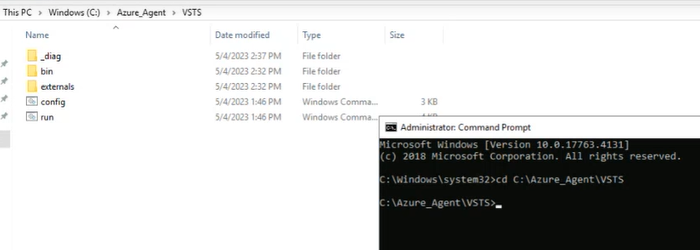 This PC > Windows (C:) > Azure_Agent > VSTS
Name Date modified Type Size
_diag 5/4/2023 2:37 PM File folder
bin 5/4/2023 2:32 PM File folder
externals 5/4/2023 2:32 PM File folder
config 5/4/2023 1:46 PM Windows Comma... 3 KB
run 5/4/2023 1:46 PM Windows Comma... KB
Administrator: Command Prompt
Microsoft Windows [Version 10.0.17763.4131]
(c) 2018 Microsoft Corporation. All rights reserved.
C:\Windows\system32>cd C:\Azure_Agent\VSTS
C:\Azure_Agent\VSTS>